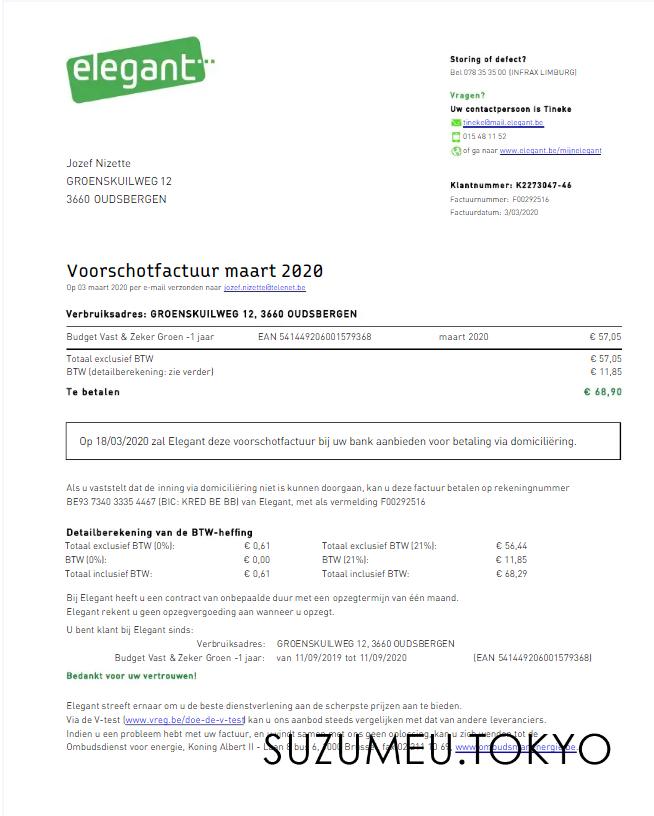 elegant
Storing of defect?
Bel 078 35 35 00 (INFRAX LIMBURG)
Vragen?
Uw contactpersoon is Tineke
tineke@mail.elegant.be
015 48 11 52
of ga naar www.elegant.be/mijnelegant
Jozef Nizette
GROENSKUILWEG 12
3660 OUDSBERGEN
Klantnummer: K2273047-46
Factuurnummer: F00292516
Factuurdatum: 3/03/2020
Voorschotfactuur maart 2020
Op 03 maart 2020 per e-mail verzonden naar jozef.nizette@telenet.be
Verbruiksadres: GROENSKUILWEG 12, 3660 OUDSBERGEN
Budget Vast & Zeker Groen -1 jaar EAN 541449206001579368 maart 2020 € 57,05
Totaal exclusief BTW € 57,05
BTW (detailberekening: zie verder) € 11,85
Te betalen € 68,90
Op 18/03/2020 zal Elegant deze voorschotfactuur bij uw bank aanbieden voor betaling via domiciliëring.
Als u vaststelt dat de inning via domiciliëring niet is kunnen doorgaan, kan u deze factuur betalen op rekeningnummer
BE93 7340 3335 4467 (BIC: KRED BE BB) van Elegant, met als vermelding F00292516
Detailberekening van de BTW-heffing
Totaal exclusief BTW (0%): € 0,61 Totaal exclusief BTW (21%): € 56,44
BTW (0%): € 0,00 BTW (21%): € 11,85
Totaal inclusief BTW: € 0,61 Totaal inclusief BTW: € 68,29
Bij Elegant heeft u een contract van onbepaalde duur met een opzegtermijn van één maand.
Elegant rekent u geen opzegvergoeding aan wanneer u opzegt.
U bent klant bij Elegant sinds:
Verbruiksadres: GROENSKUILWEG 12, 3660 OUDSBERGEN
Budget Vast & Zeker Groen -1 jaar: van 11/09/2019 tot 11/09/2020 (EAN 541449206001579368)
Bedankt voor uw vertrouwen!
Elegant streeft ernaar om u de beste dienstverlening aan de scherpste prijzen aan te bieden.
Via de V-test (www.vreg.be/doe-de-v-test) kan u ons aanbod steeds vergelijken met dat van andere leveranciers.
Indien u een probleem hebt met uw factuur, en u vindt samen met ons geen oplossing, kan u zich wenden tot de
Ombudsdienst voor energie, Koning Albert II - Laan 8 bus 6, 1000 Brussel, fax 02 211 10 69,
SUZUMEU.TOKYO